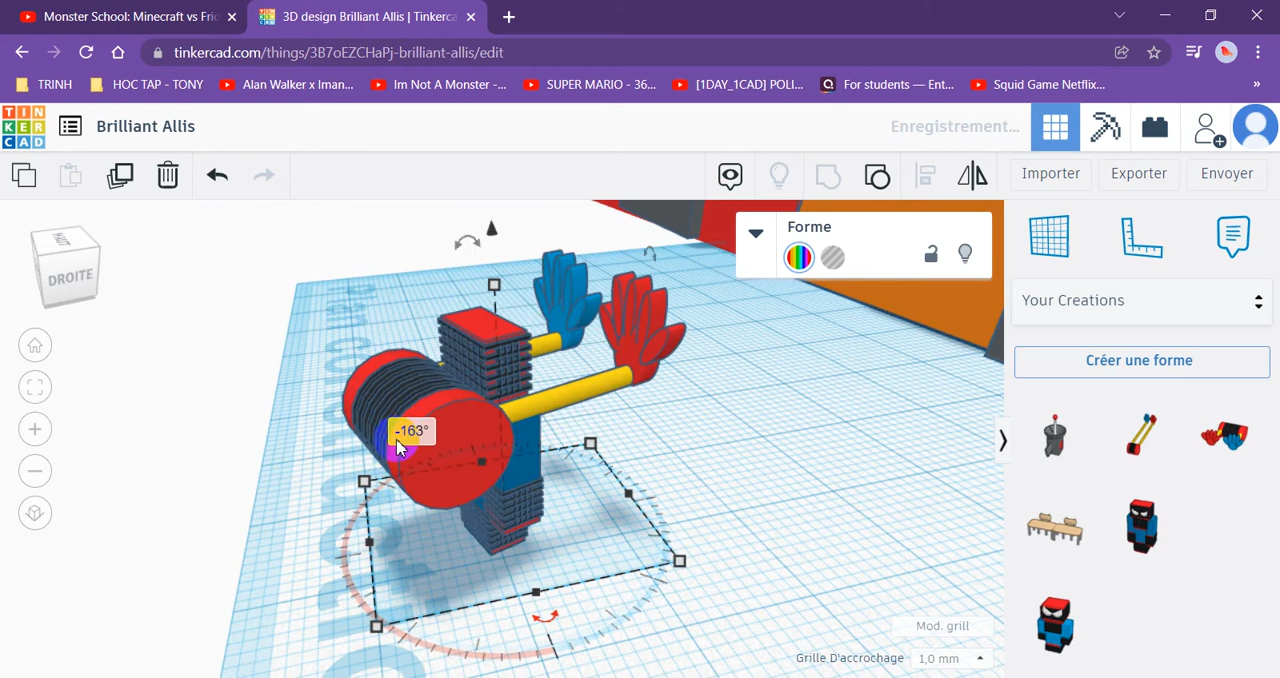 Monster School: Minecraft vs Fri
3D design Brilliant Allis | Tinkerca
tinkercad.com/things/3B7oEZCHaPj-brilliant-allis/edit
TRINH
HOC TAP - TONY
Alan Walker x Iman...
Im Not A Monster -...
SUPER MARIO - 36...
[1DAY_1CAD] POLI...
For students — Ent...
Squid Game Netflix...
»
TIN
KER
CAD
Brilliant Allis
Enregistrement...
Importer
Exporter
Envoyer
Forme
DROITE
Your Creations
Créer une forme
-163°
Mod. grill
Grille D'accrochage
1,0 mm